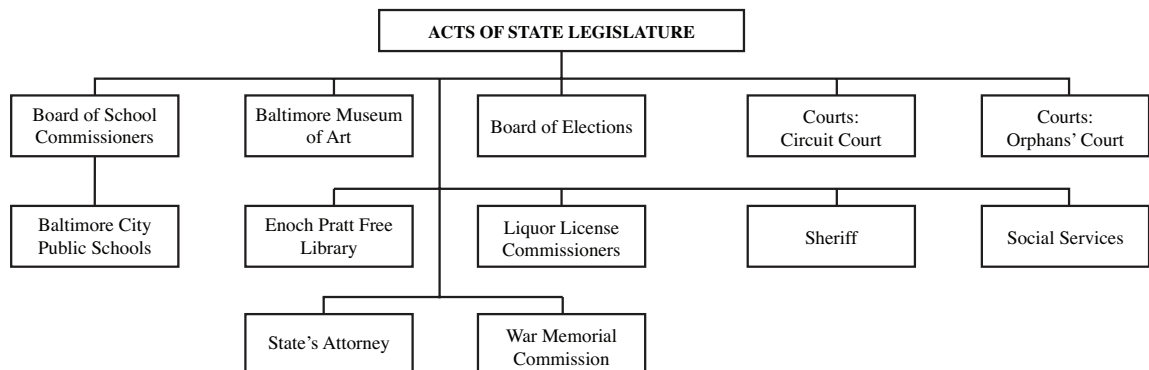 ACTS OF STATE LEGISLATURE
Board of School
Commissioners
Baltimore Museum
of Art
Board of Elections
Courts:
Circuit Court
Courts:
Orphans’ Court
Baltimore City
Public Schools
Enoch Pratt Free
Library
Liquor License
Commissioners
Sheriff
Social Services
State’s Attorney
War Memorial
Commission